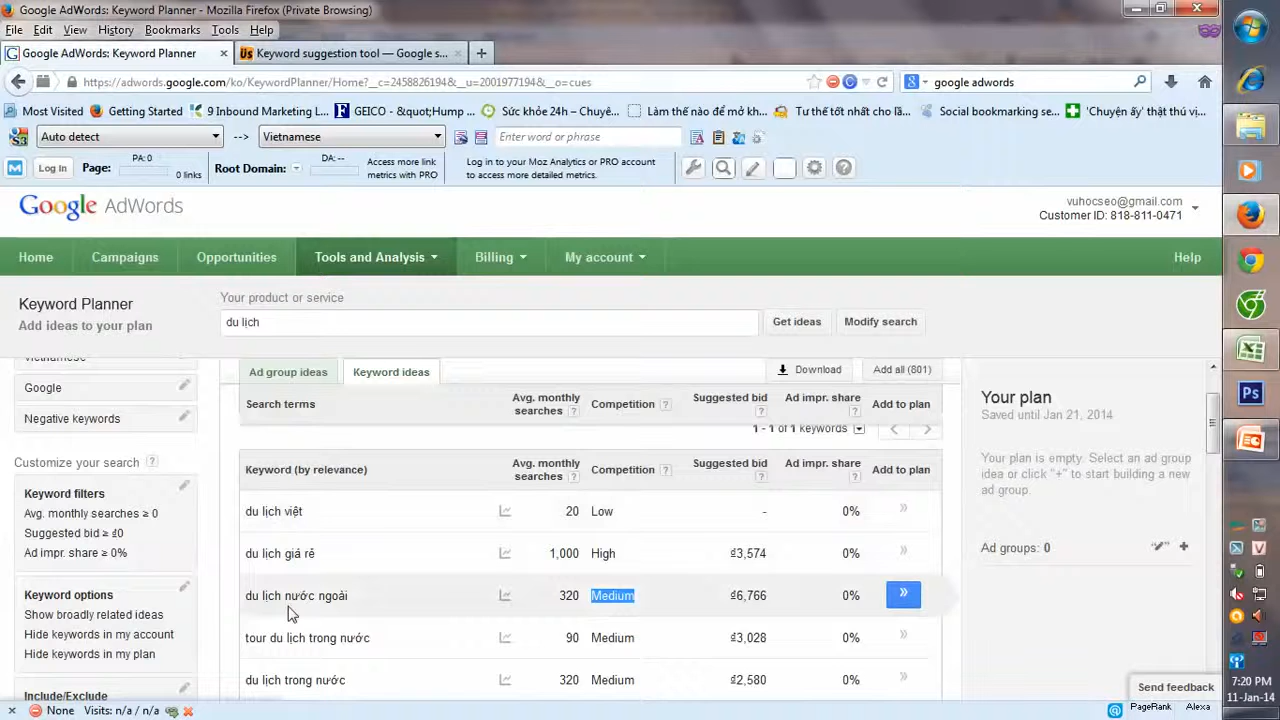 Google AdWords: Keyword Planner - Mozilla Firefox (Private Browsing)
File Edit View History Bookmarks Tools Help
Google AdWords: Keyword Planner × Keyword suggestion tool — Google s... × +
https://adwords.google.com/ko/KeywordPlanner/Home?__c=2458826194&__u=2001977194&__o=cues
google adwords
Most Visited Getting Started 9 Inbound Marketing I... GEICO - &quot;Hump... Sức khỏe 24h – Chuyê... Làm thế nào để mở kh... Tư thế tốt nhất cho lã... Social bookmarking se... 'Chuyện ấy' thật thú vị...
Auto detect --> Vietnamese Enter word or phrase
Log In Page: PA: 0 0 links Root Domain: DA: --
Access more link metrics with PRO
Log in to your Moz Analytics or PRO account
to access more detailed metrics.
Google AdWords
vuhocseo@gmail.com
Customer ID: 818-811-0471
Home Campaigns Opportunities Tools and Analysis Billing My account Help
Keyword Planner
Add ideas to your plan
Your product or service
du lịch Get ideas Modify search
Vietnamese
Google
Negative keywords
Customize your search ?
Keyword filters
Avg. monthly searches ≥ 0
Suggested bid ≥ ₫0
Ad impr. share ≥ 0%
Keyword options
Show broadly related ideas
Hide keywords in my account
Hide keywords in my plan
Include/Exclude
Ad group ideas Keyword ideas Download Add all (801)
Search terms Avg. monthly searches ? Competition ? Suggested bid ? Ad impr. share ? Add to plan
1 - 1 of 1 keywords
Keyword (by relevance) Avg. monthly searches ? Competition ? Suggested bid ? Ad impr. share ? Add to plan
du lịch việt 20 Low - 0% »
du lịch giá rẻ 1,000 High ₫3,574 0% »
du lịch nước ngoài 320 Medium ₫6,766 0% »
tour du lịch trong nước 90 Medium ₫3,028 0% »
du lịch trong nước 320 Medium ₫2,580 0% »
Your plan
Saved until Jan 21, 2014
Your plan is empty. Select an ad group
idea or click "+" to start building a new
ad group.
Ad groups: 0
Send feedback
× None Visits: n/a / n/a
PageRank Alexa
Ps
7:20 PM
11-Jan-14